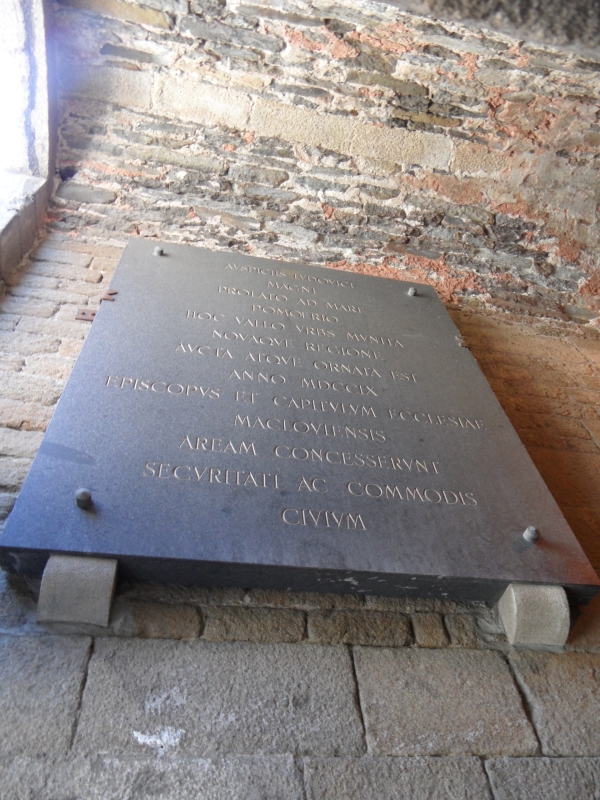 AVSPICIIS LVDOVICI
MAGNI
PROLATO AD MARE
POMOERIO
HOC VALLO VRBS MVNITA
NOVAQVE REGIONE
AVCTA ATQVE ORNATA EST
ANNO MDCCIX
EPISCOPVS ET CAPITVLVM ECCLESIAE
MACLOVIENSIS
AREAM CONCESSERVNT
SECVRITATI AC COMMODIS
CIVIVM